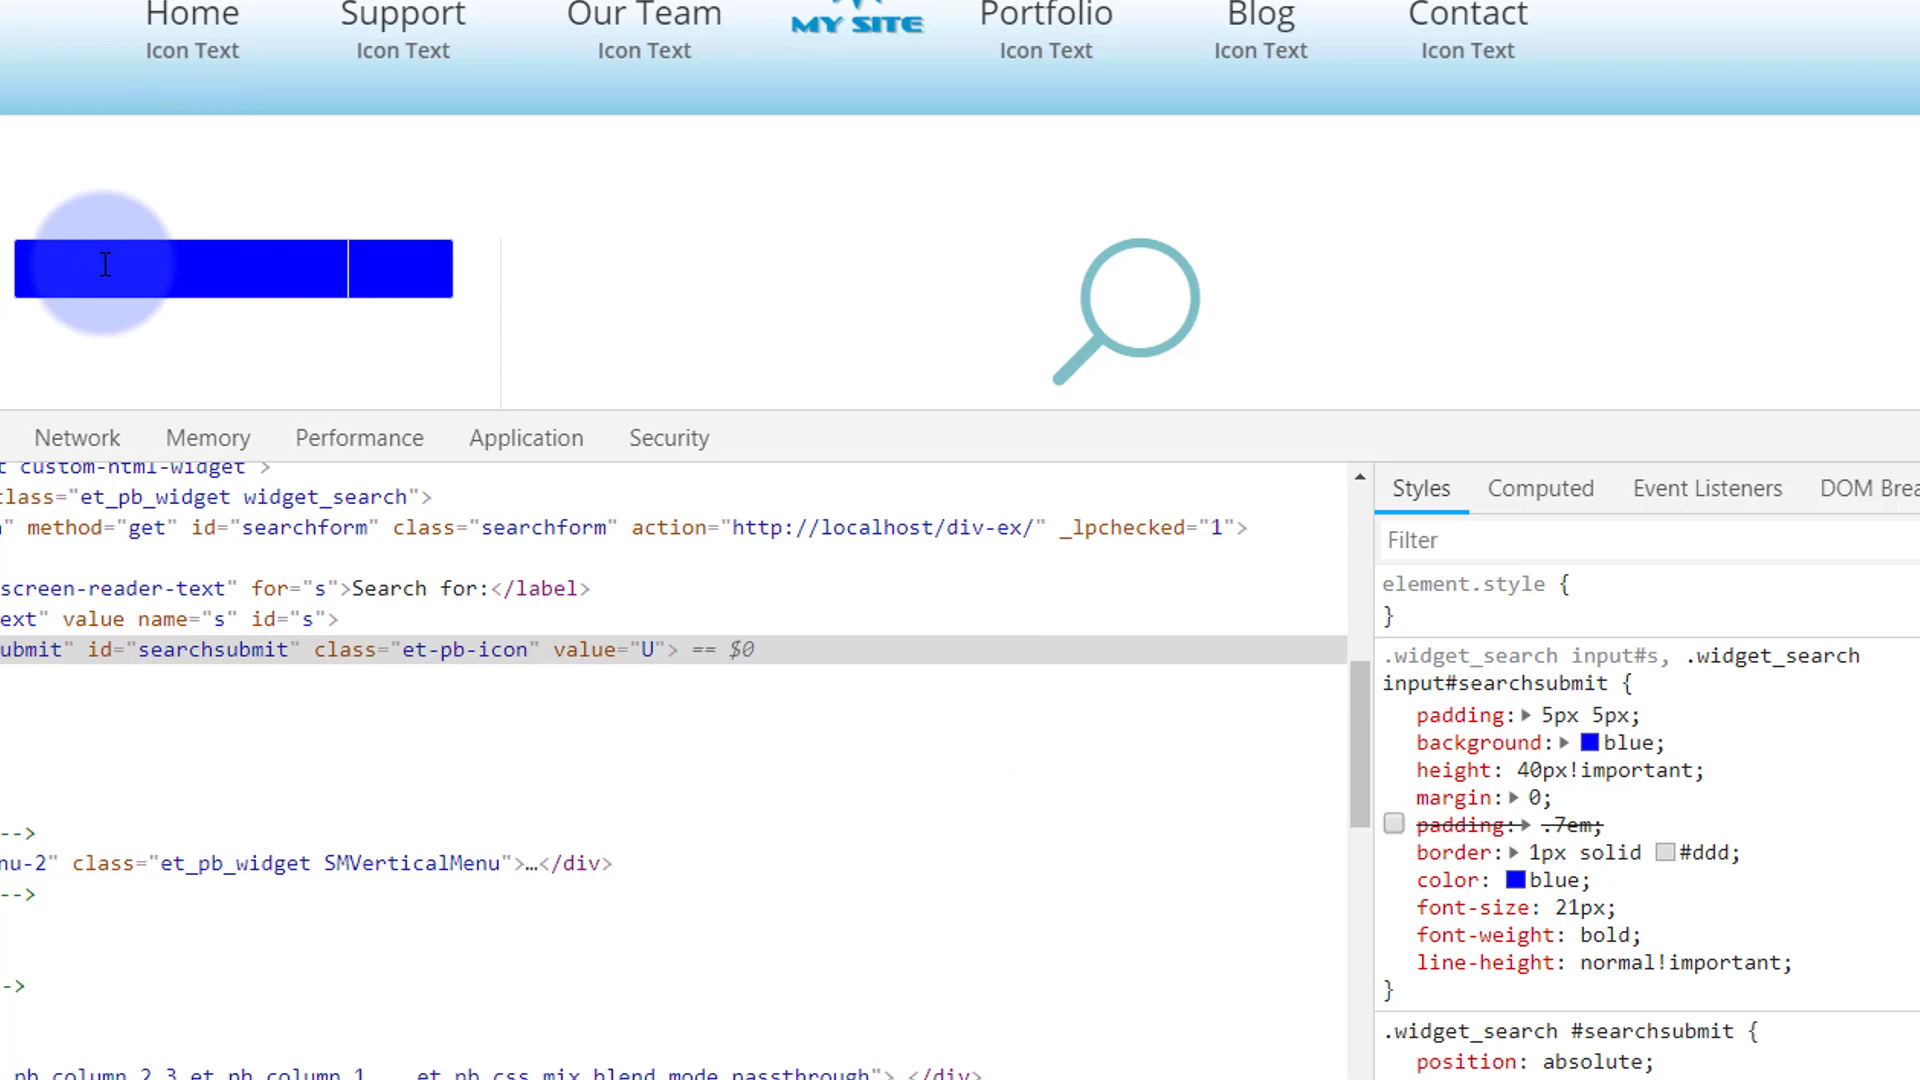 Home Support Our Team MY SITE Portfolio Blog Contact
Icon Text Icon Text Icon Text Icon Text Icon Text Icon Text
Network Memory Performance Application Security
t custom-html-widget >
class="et_pb_widget widget_search">
" method="get" id="searchform" class="searchform" action="http://localhost/div-ex/" _lpchecked="1">
screen-reader-text" for="s">Search for:</label>
ext" value name="s" id="s">
ubmit" id="searchsubmit" class="et-pb-icon" value="U"> == $0
-->
nu-2" class="et_pb_widget SMVerticalMenu">…</div>
-->
->
pb_column_2_3 et_pb_column_1 et_pb_css_mix_blend_mode_passthrough"> </div>
Styles Computed Event Listeners DOM Brea
Filter
element.style {
}
.widget_search input#s, .widget_search
input#searchsubmit {
padding: 5px 5px;
background: blue;
height: 40px!important;
margin: 0;
padding: .7em;
border: 1px solid #ddd;
color: blue;
font-size: 21px;
font-weight: bold;
line-height: normal!important;
}
.widget_search #searchsubmit {
position: absolute;